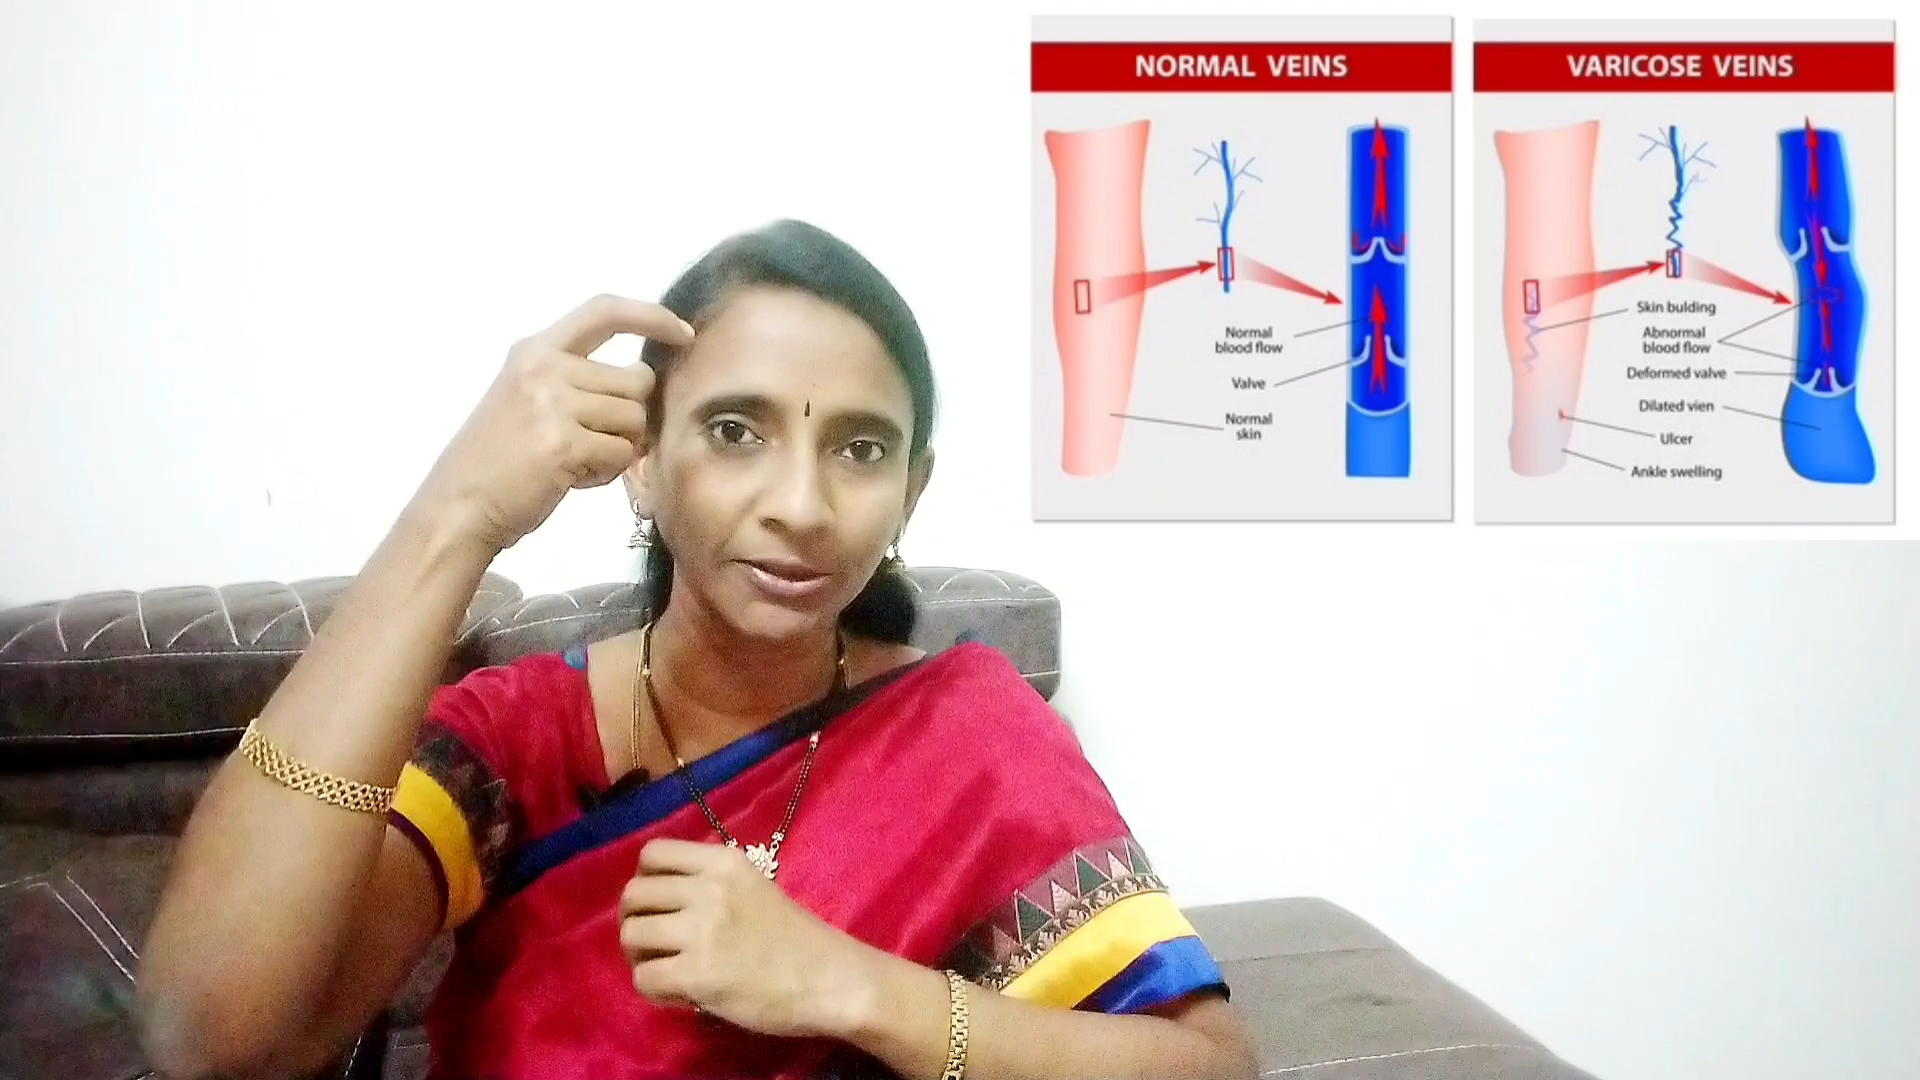 NORMAL VEINS
Normal
blood flow
Valve
Normal
skin
VARICOSE VEINS
Skin bulding
Abnormal
blood flow
Deformed valve
Dilated vien
Ulcer
Ankle swelling